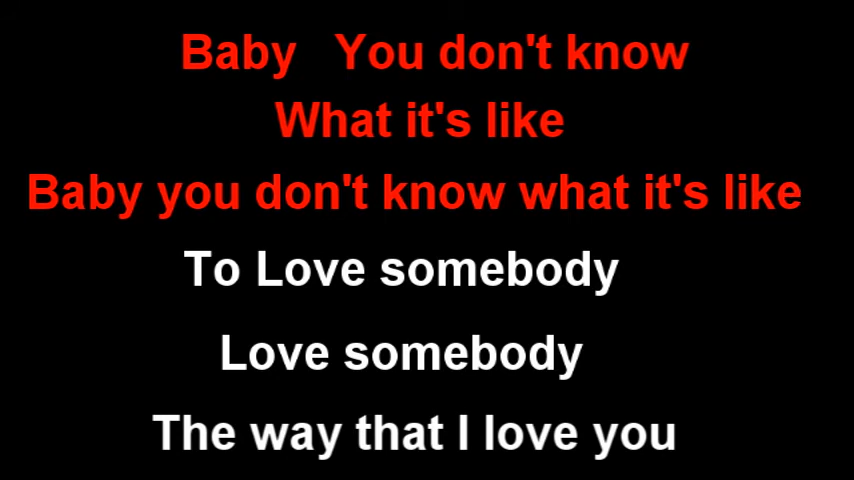 Baby You don't know
What it's like
Baby you don't know what it's like
To Love somebody
Love somebody
The way that I love you